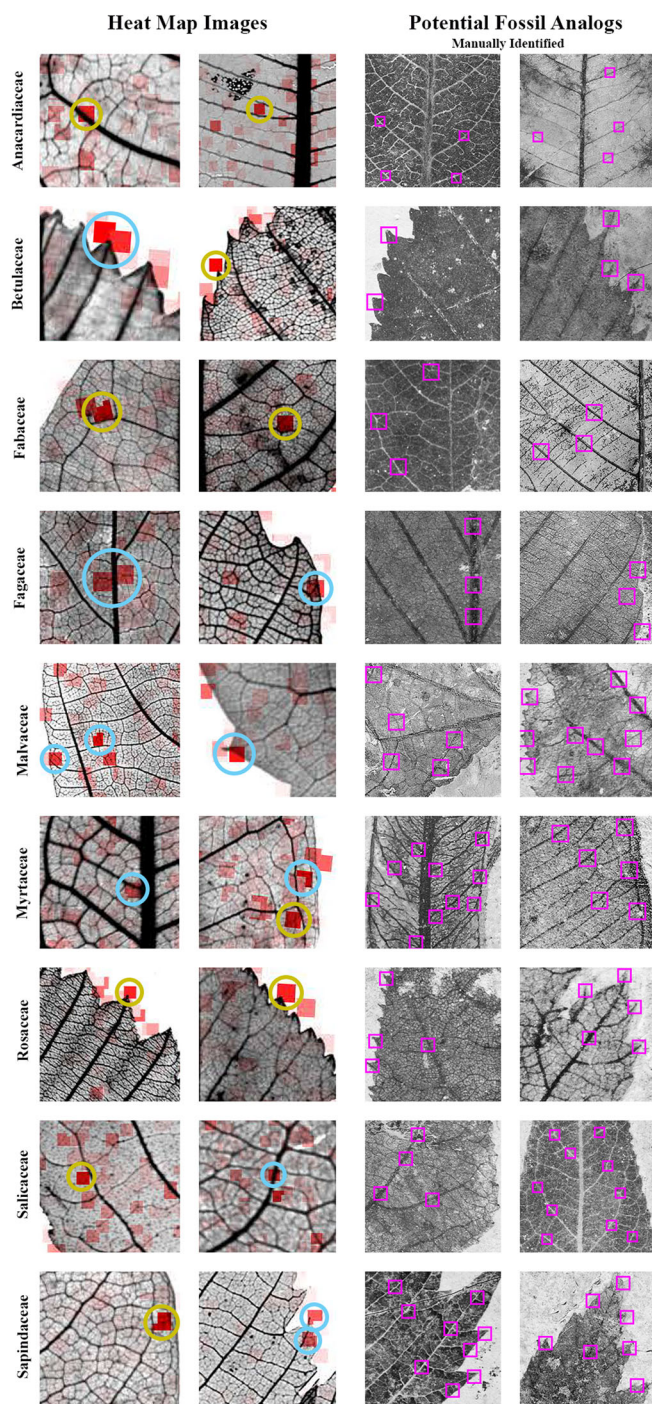 Heat Map Images
Potential Fossil Analogs
Manually Identified
Anacardiaceae
Betulaceae
Fabaceae
Fagaceae
Malvaceae
Myrtaceae
Rosaceae
Salicaceae
Sapindaceae